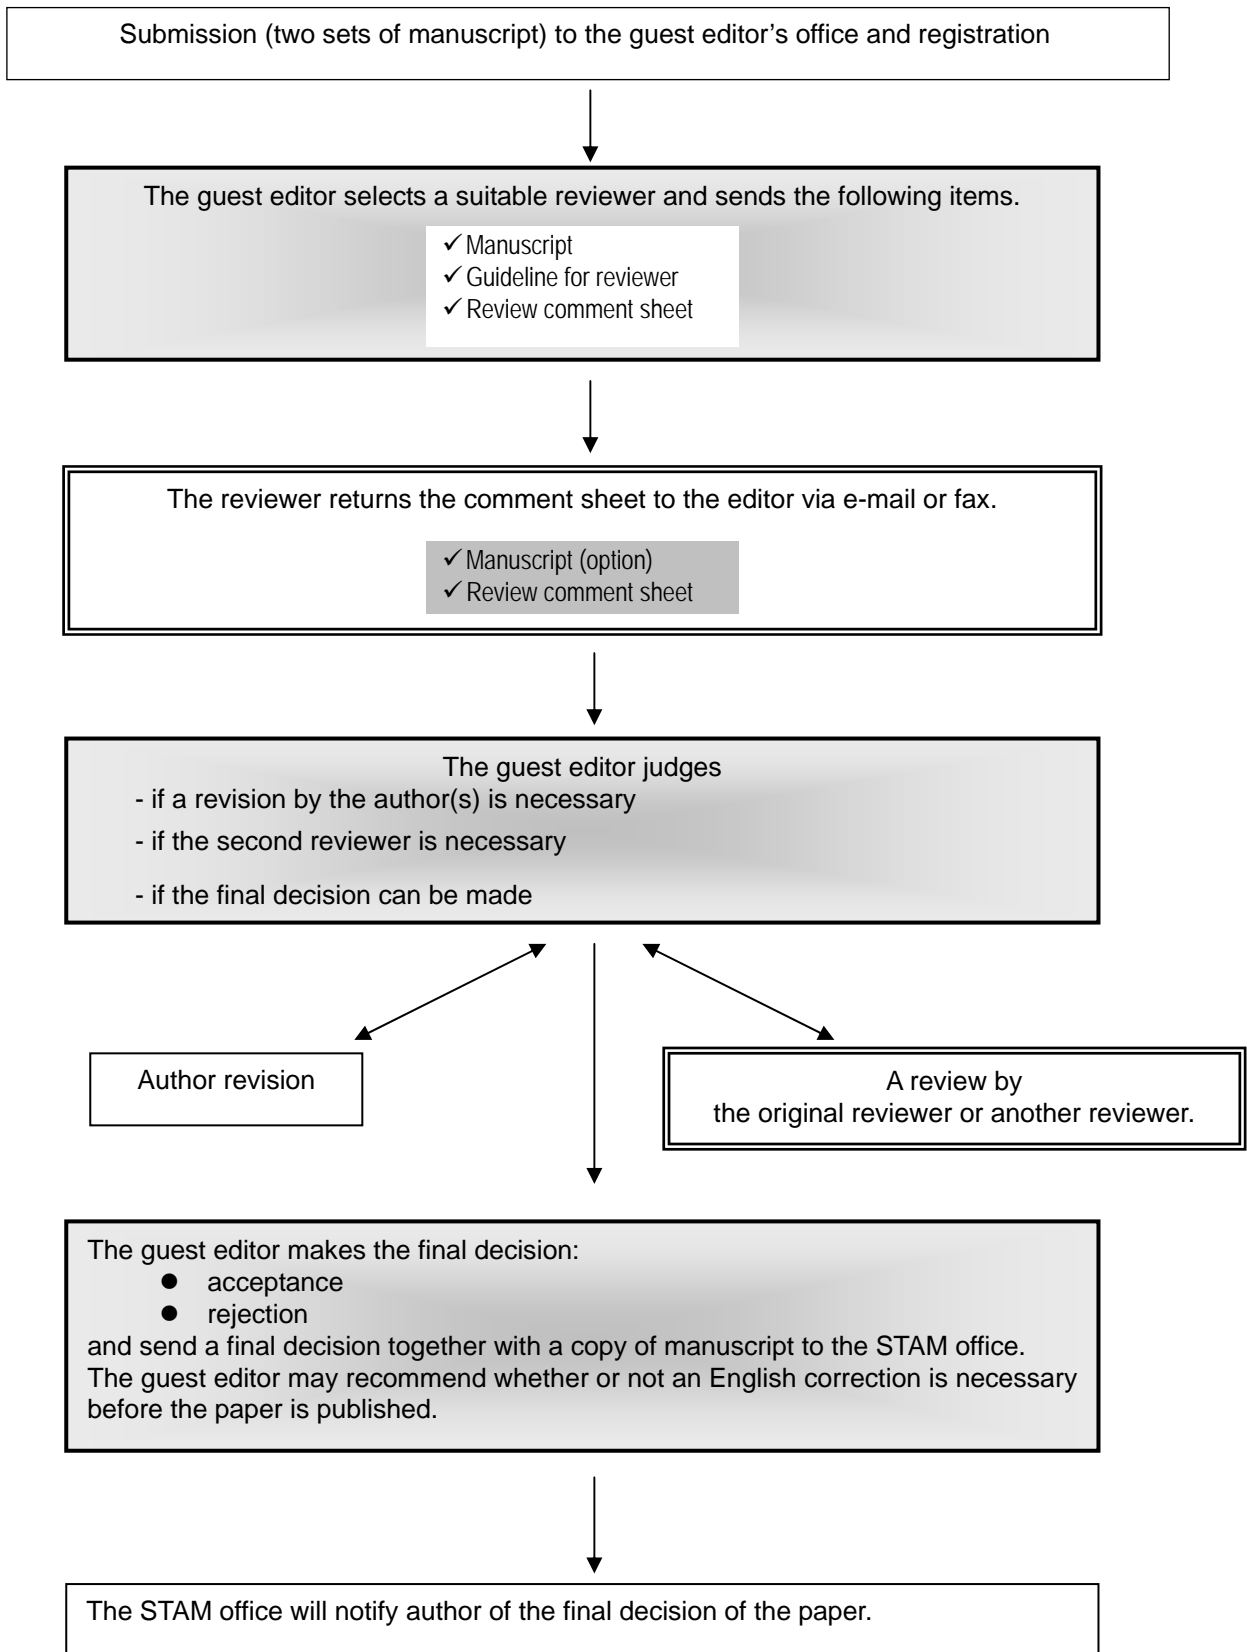 Submission (two sets of manuscript) to the guest editor’s office and registration
The guest editor selects a suitable reviewer and sends the following items.
✓ Manuscript
✓ Guideline for reviewer
✓ Review comment sheet
The reviewer returns the comment sheet to the editor via e-mail or fax.
✓ Manuscript (option)
✓ Review comment sheet
The guest editor judges
- if a revision by the author(s) is necessary
- if the second reviewer is necessary
- if the final decision can be made
Author revision
A review by
the original reviewer or another reviewer.
The guest editor makes the final decision:
● acceptance
● rejection
and send a final decision together with a copy of manuscript to the STAM office.
The guest editor may recommend whether or not an English correction is necessary
before the paper is published.
The STAM office will notify author of the final decision of the paper.